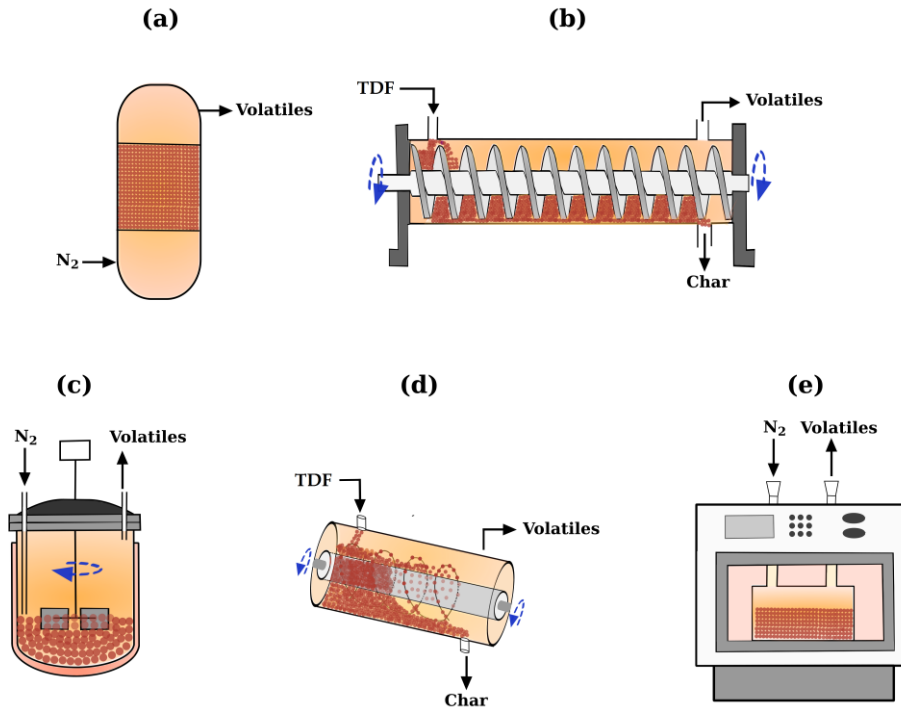 (a)
Volatiles
N₂
(b)
TDF
Volatiles
Char
(c)
N₂
Volatiles
(d)
TDF
Volatiles
Char
(e)
N₂
Volatiles